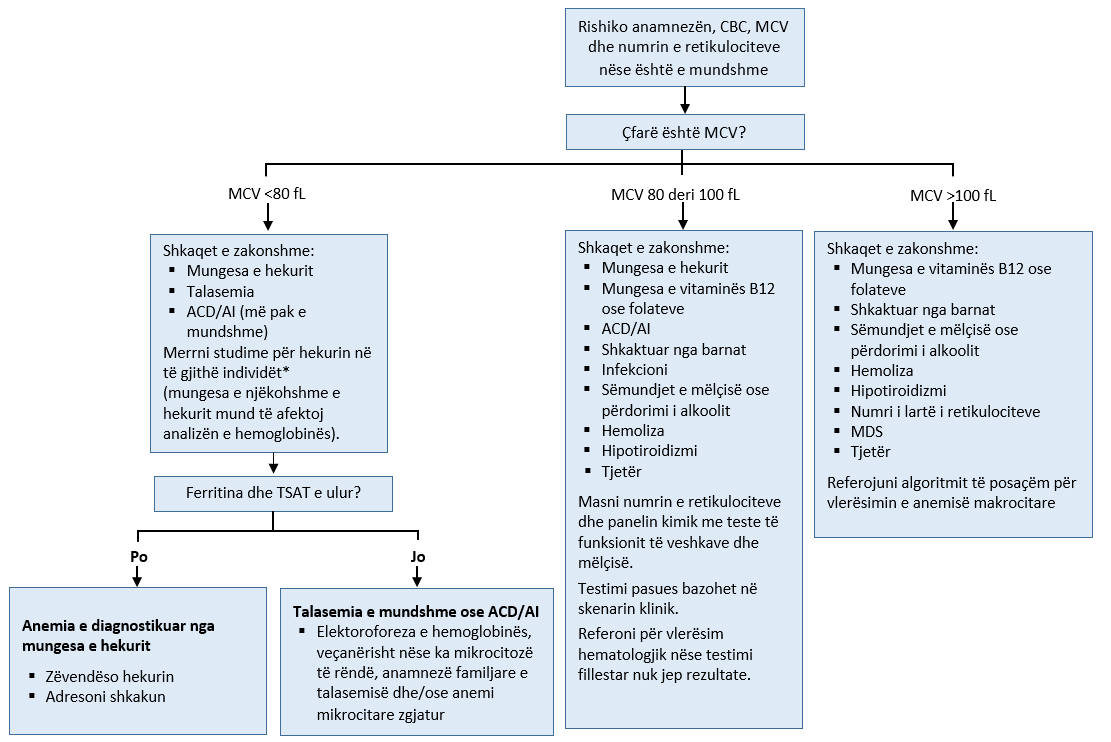 Rishiko anamnezën, CBC, MCV
dhe numrin e retikulociteve
nëse është e mundshme
Çfarë është MCV?
MCV <80 fL
MCV 80 deri 100 fL
MCV >100 fL
Shkaqet e zakonshme:
▪ Mungesa e hekurit
▪ Talasemia
▪ ACD/AI (më pak e
mundshme)
Merrni studime për hekurin në
të gjithë individët*
(mungesa e njëkohshme e
hekurit mund të afektoj
analizën e hemoglobinës).
Ferritina dhe TSAT e ulur?
Po
Jo
Anemia e diagnostikuar nga
mungesa e hekurit
▪ Zëvendëso hekurin
▪ Adresoni shkakun
Talasemia e mundshme ose ACD/AI
▪ Elektoroforeza e hemoglobinës,
veçanërisht nëse ka mikrocitozë
të rëndë, anamnezë familjare e
talasemisë dhe/ose anemi
mikrocitare zgjatur
Shkaqet e zakonshme:
▪ Mungesa e hekurit
▪ Mungesa e vitaminës B12
ose folateve
▪ ACD/AI
▪ Shkaktuar nga barnat
▪ Infekcioni
▪ Sëmundjet e mëlçisë ose
përdorimi i alkoolit
▪ Hemoliza
▪ Hipotiroidizmi
▪ Tjetër
Masni numrin e retikulociteve
dhe panelin kimik me teste të
funksionit të veshkave dhe
mëlçisë.
Testimi pasues bazohet në
skenarin klinik.
Referoni për vlerësim
hematologjik nëse testimi
fillestar nuk jep rezultate.
Shkaqet e zakonshme:
▪ Mungesa e vitaminës B12 ose
folateve
▪ Shkaktuar nga barnat
▪ Sëmundjet e mëlçisë ose
përdorimi i alkoolit
▪ Hemoliza
▪ Hipotiroidizmi
▪ Numri i lartë i retikulociteve
▪ MDS
▪ Tjetër
Referojuni algoritmit të posaçëm për
vlerësimin e anemisë makrocitare